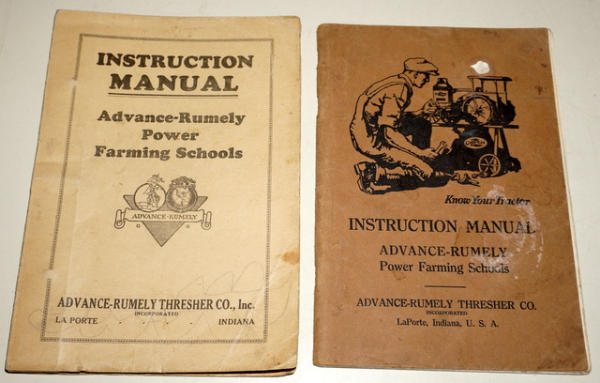 INSTRUCTION
MANUAL
Advance-Rumely
Power
Farming Schools
ADVANCE-RUMELY
ADVANCE-RUMELY THRESHER CO., Inc.
INCORPORATED
LA PORTE INDIANA
Know Your Tractor
INSTRUCTION MANUAL
ADVANCE-RUMELY
Power Farming Schools
ADVANCE-RUMELY THRESHER CO.
INCORPORATED
LaPorte, Indiana, U. S. A.